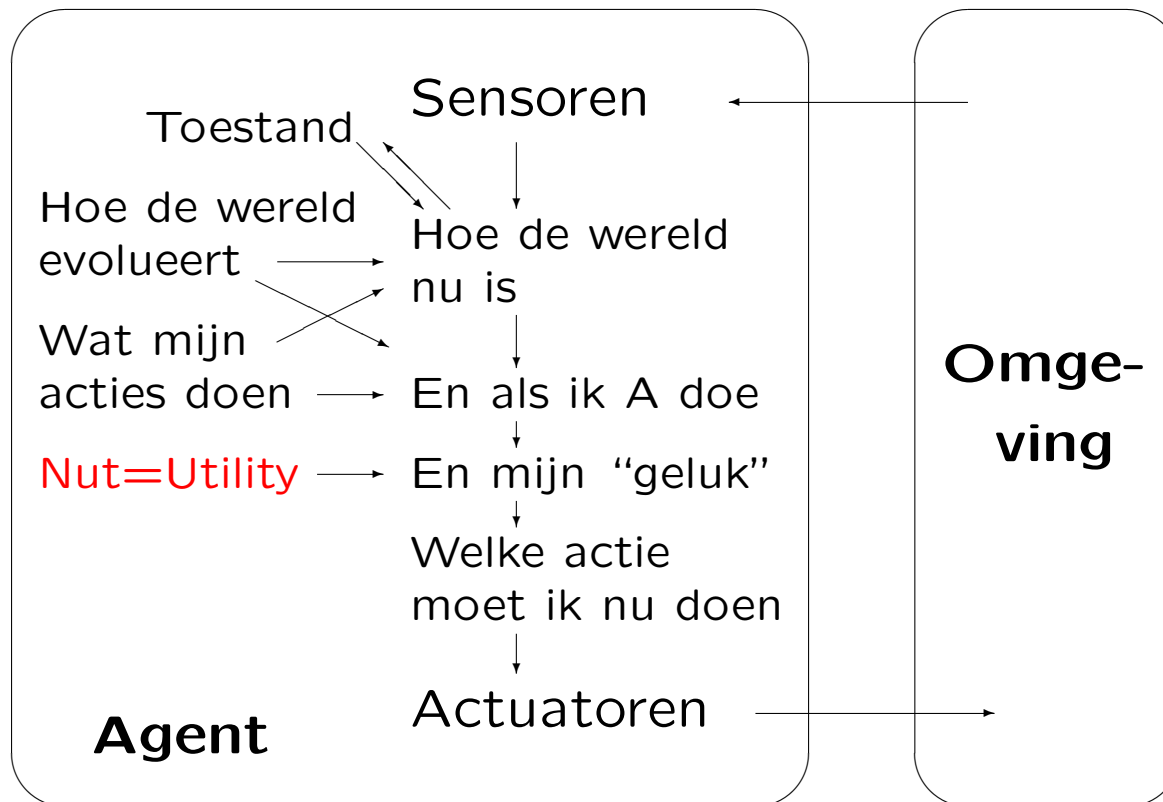 Sensoren
Toestand
Hoe de wereld
evolueert
Hoe de wereld
nu is
Wat mijn
acties doen
En als ik A doe
Nut=Utility
En mijn “geluk”
Welke actie
moet ik nu doen
Actuatoren
Agent
Omge-
ving